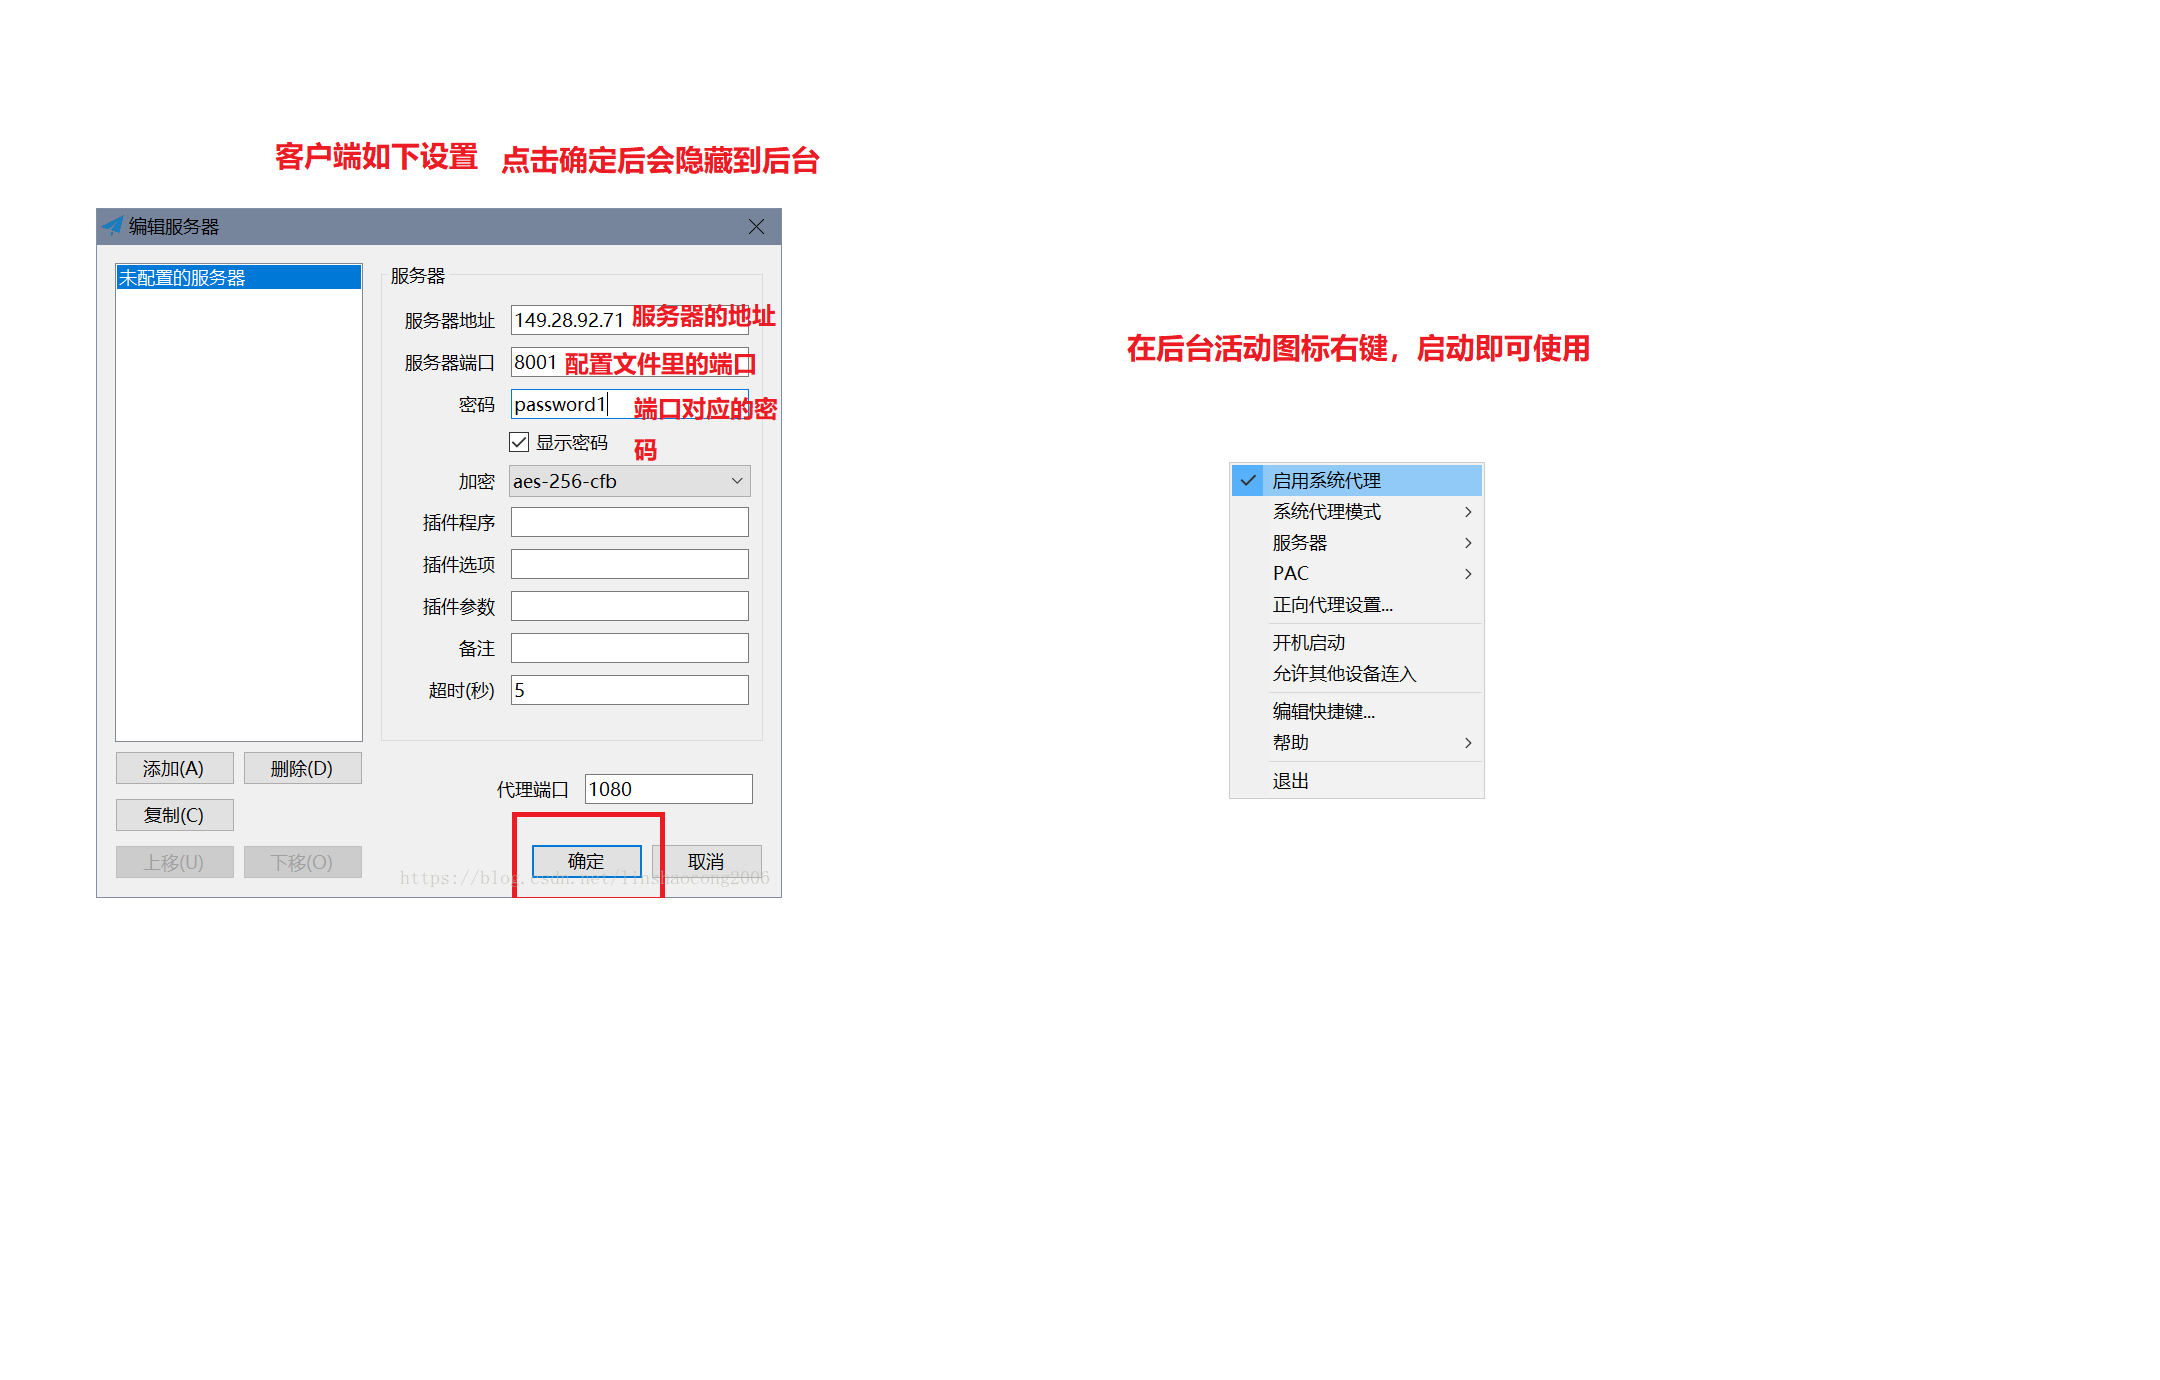 客户端如下设置 点击确定后会隐藏到后台
编辑服务器
未配置的服务器
服务器
服务器地址 149.28.92.71 服务器的地址
服务器端口 8001 配置文件里的端口
密码 password1 端口对应的密
码
显示密码
加密 aes-256-cfb
插件程序
插件选项
插件参数
备注
超时(秒) 5
添加(A) 删除(D)
复制(C)
上移(U) 下移(O)
代理端口 1080
确定 取消
https://blog.csdn.net/linshaocong2006
在后台活动图标右键，启动即可使用
启用系统代理
系统代理模式
服务器
PAC
正向代理设置...
开机启动
允许其他设备连入
编辑快捷键...
帮助
退出